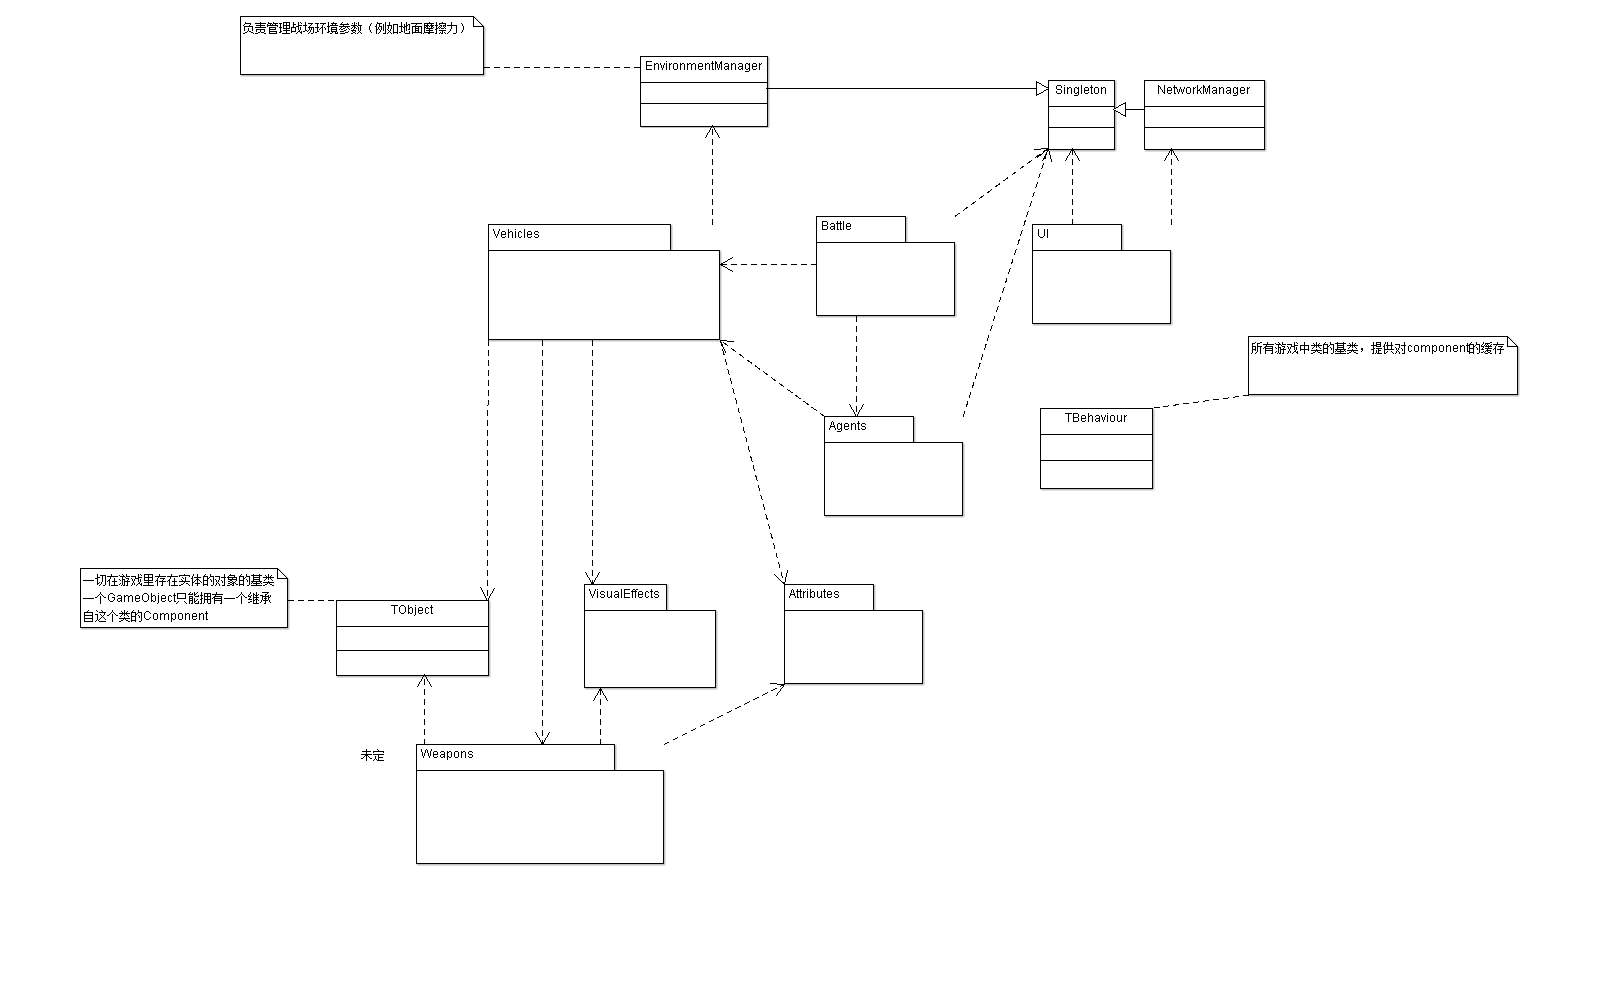 负责管理战场环境参数（例如地面摩擦力）
EnvironmentManager
Singleton
NetworkManager
Vehicles
Battle
UI
所有游戏中类的基类，提供对component的缓存
TBehaviour
Agents
一切在游戏里存在实体的对象的基类
一个GameObject只能拥有一个继承
自这个类的Component
TObject
VisualEffects
Attributes
未定
Weapons